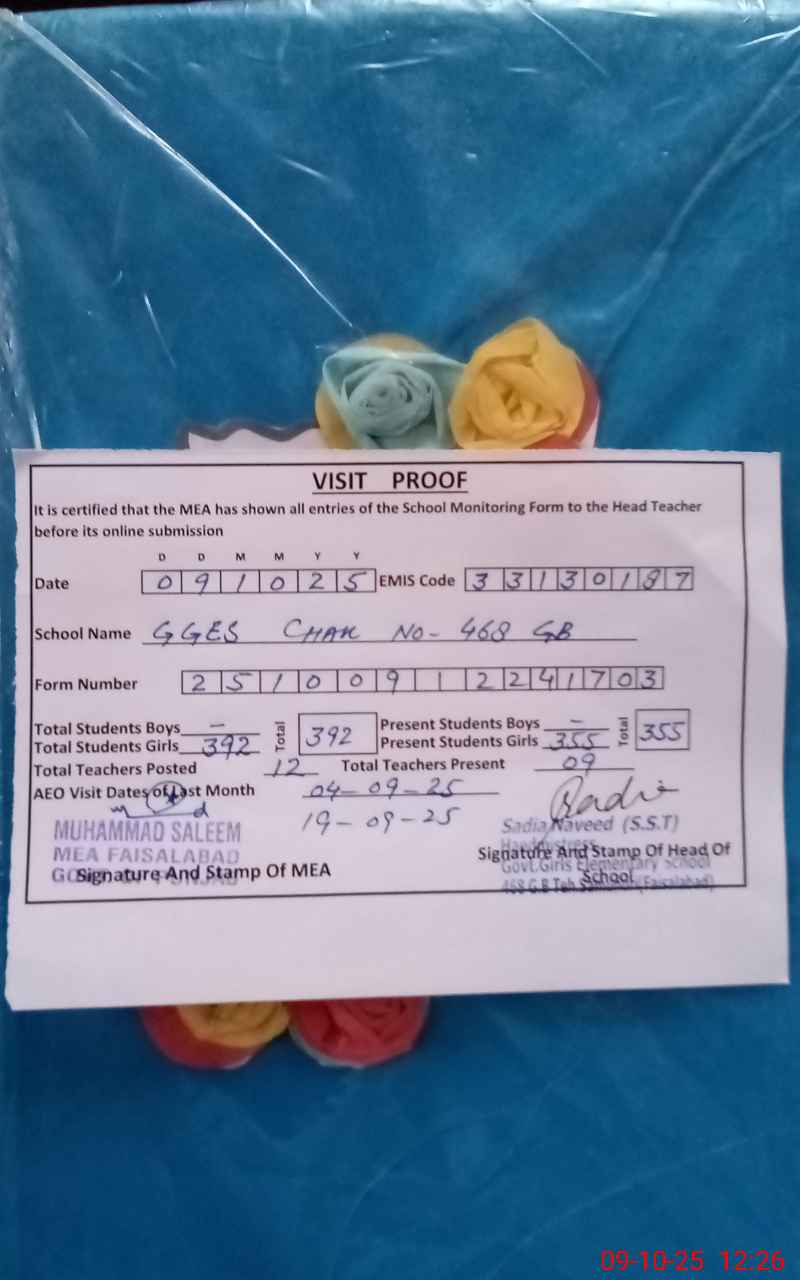 VISIT PROOF
It is certified that the MEA has shown all entries of the School Monitoring Form to the Head Teacher
before its online submission
D D M M Y Y
Date 0 9 1 0 2 5 EMIS Code 3 3 1 3 0 1 8 7
School Name GGES CHAK NO- 468 GB
Form Number 2 5 1 0 0 9 1 2 2 4 1 7 0 3
Total Students Boys - Total 392 Present Students Boys - Total 355
Total Students Girls 392 Present Students Girls 355
Total Teachers Posted 12 Total Teachers Present 09
AEO Visit Dates of Last Month 04-09-25
19-09-25
MUHAMMAD SALEEM
MEA FAISALABAD
Signature And Stamp Of MEA
Sadia
Sadia Naveed (S.S.T)
Signature And Stamp Of Head Of
Govt. Girls Elementary School
School
468 G.B Teh (Faisalabad)
09-10-25 12:26